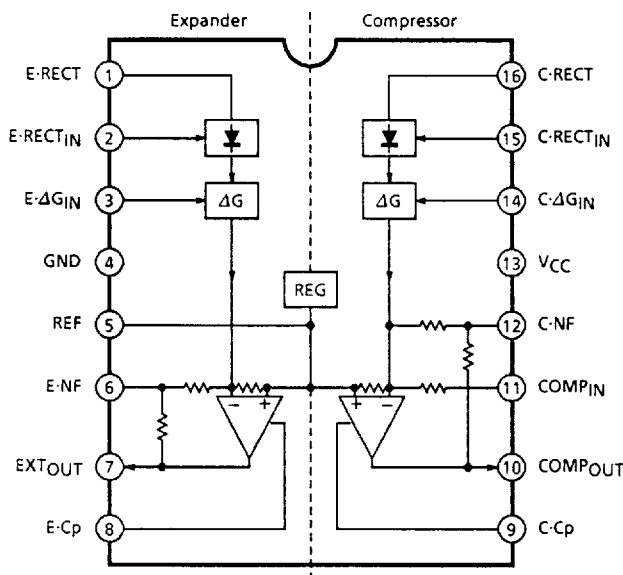 Expander Compressor
E·RECT 1 16 C·RECT
E·RECTIN 2 15 C·RECTIN
E·ΔGIN 3 ΔG ΔG 14 C·ΔGIN
GND 4 13 VCC
REG
REF 5 12 C·NF
E·NF 6 − + + − 11 COMPIN
EXTOUT 7 10 COMPOUT
E·Cp 8 9 C·Cp